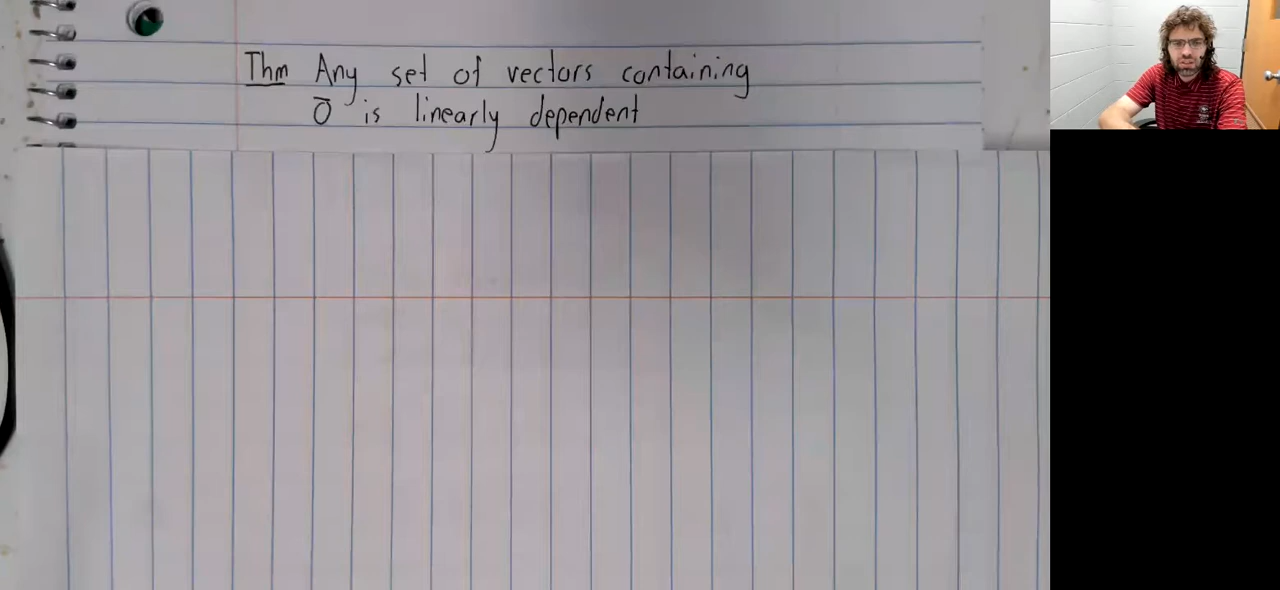 Thm Any set of vectors containing
0̅ is linearly dependent